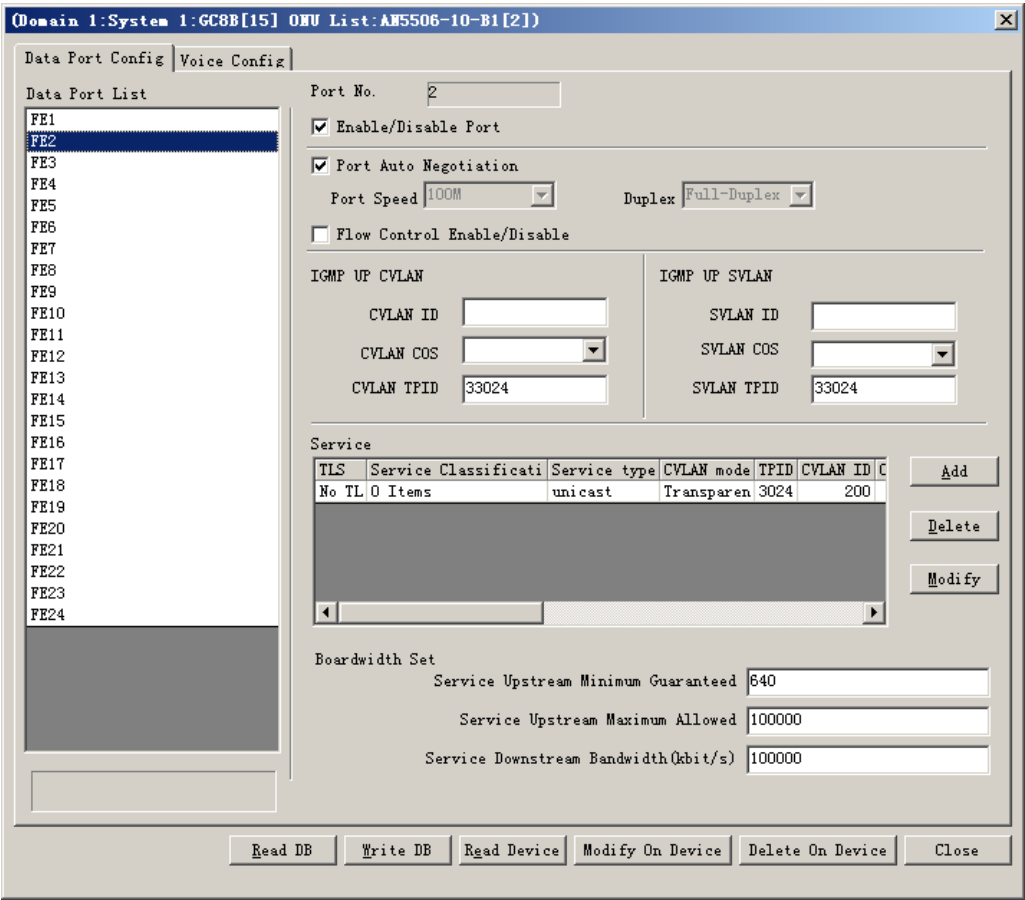 (Domain 1:System 1:GC8B[15] ONU List:AN5506-10-B1[2])
Data Port Config
Voice Config
Data Port List
FE1
FE2
FE3
FE4
FE5
FE6
FE7
FE8
FE9
FE10
FE11
FE12
FE13
FE14
FE15
FE16
FE17
FE18
FE19
FE20
FE21
FE22
FE23
FE24
Port No. 2
Enable/Disable Port
Port Auto Negotiation
Port Speed 100M Duplex Full-Duplex
Flow Control Enable/Disable
IGMP UP CVLAN
CVLAN ID
CVLAN COS
CVLAN TPID 33024
IGMP UP SVLAN
SVLAN ID
SVLAN COS
SVLAN TPID 33024
Service
TLS Service Classificati Service type CVLAN mode TPID CVLAN ID C
No TL 0 Items unicast Transparen 3024 200
Add
Delete
Modify
Boardwidth Set
Service Upstream Minimum Guaranteed 640
Service Upstream Maximum Allowed 100000
Service Downstream Bandwidth(kbit/s) 100000
Read DB Write DB Read Device Modify On Device Delete On Device Close